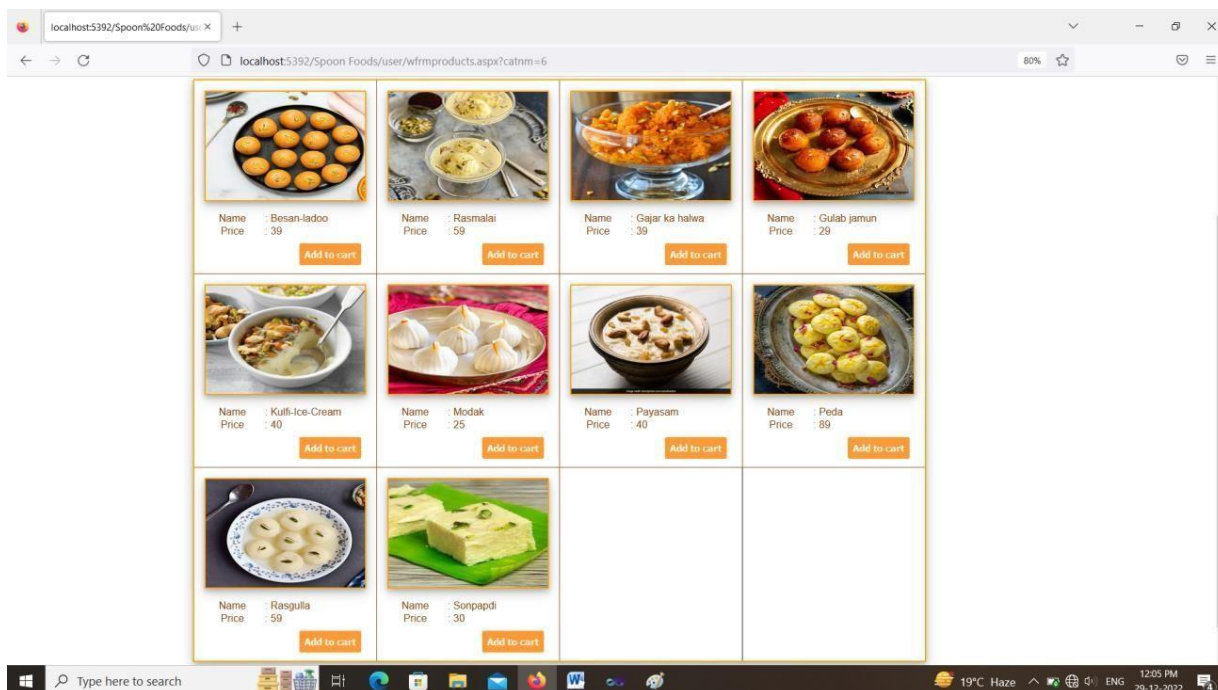 localhost:5392/Spoon%20Foods/us
localhost:5392/Spoon Foods/user/wfrmproducts.aspx?catnm=6
80%
Name : Besan-ladoo
Price : 39
Add to cart
Name : Rasmalai
Price : 59
Add to cart
Name : Gajar ka halwa
Price : 39
Add to cart
Name : Gulab jamun
Price : 29
Add to cart
Name : Kulfi-Ice-Cream
Price : 40
Add to cart
Name : Modak
Price : 25
Add to cart
Name : Payasam
Price : 40
Add to cart
Name : Peda
Price : 89
Add to cart
Name : Rasgulla
Price : 59
Add to cart
Name : Sonpapdi
Price : 30
Add to cart
Type here to search
19°C Haze
ENG
12:05 PM
29-12-2022